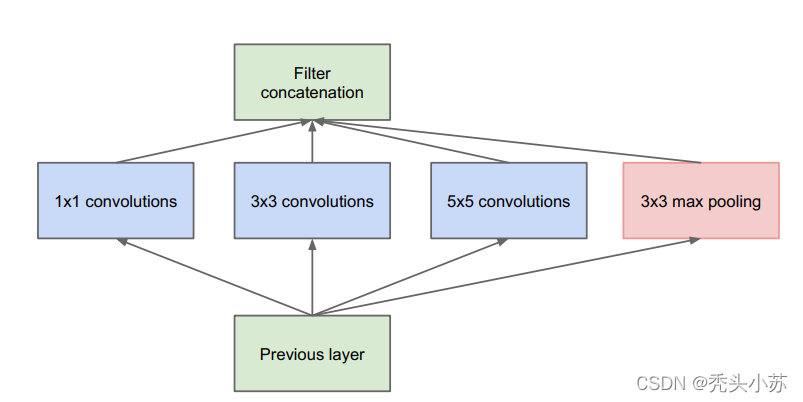 Filter
concatenation
1x1 convolutions
3x3 convolutions
5x5 convolutions
3x3 max pooling
Previous layer
CSDN @秃头小苏